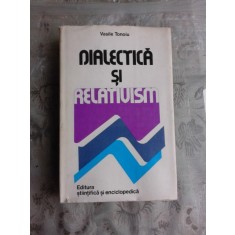 Vasile Tonoiu
DIALECTICĂ
ŞI
RELATIVISM
Editura
ştiinţifică şi enciclopedică